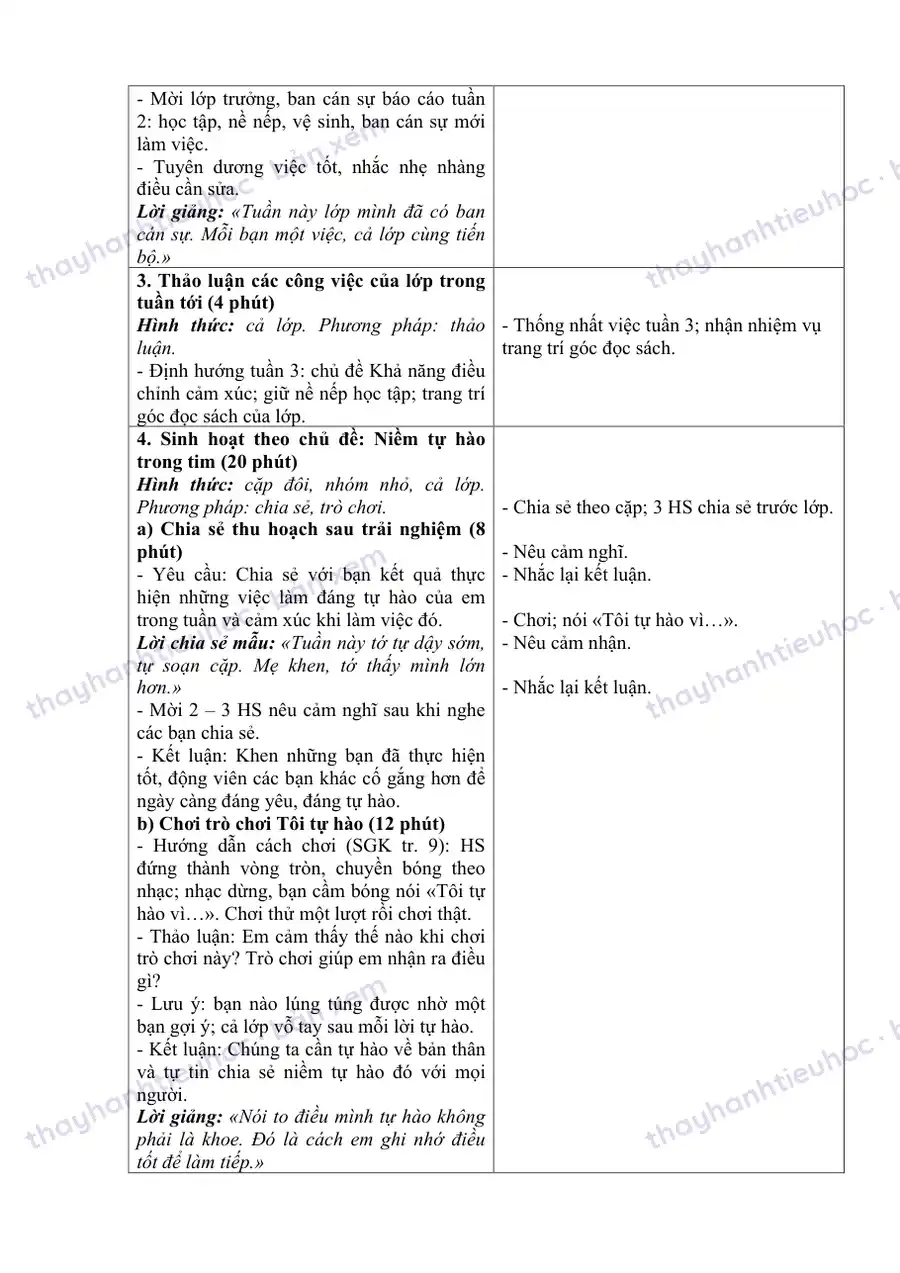 - Mời lớp trưởng, ban cán sự báo cáo tuần
2: học tập, nề nếp, vệ sinh, ban cán sự mới
làm việc.
- Tuyên dương việc tốt, nhắc nhẹ nhàng
điều cần sửa.
Lời giảng: «Tuần này lớp mình đã có ban
cán sự. Mỗi bạn một việc, cả lớp cùng tiến
bộ.»
3. Thảo luận các công việc của lớp trong
tuần tới (4 phút)
Hình thức: cả lớp. Phương pháp: thảo
luận.
- Định hướng tuần 3: chủ đề Khả năng điều
chỉnh cảm xúc; giữ nề nếp học tập; trang trí
góc đọc sách của lớp.
- Thống nhất việc tuần 3; nhận nhiệm vụ
trang trí góc đọc sách.
4. Sinh hoạt theo chủ đề: Niềm tự hào
trong tim (20 phút)
Hình thức: cặp đôi, nhóm nhỏ, cả lớp.
Phương pháp: chia sẻ, trò chơi.
a) Chia sẻ thu hoạch sau trải nghiệm (8
phút)
- Yêu cầu: Chia sẻ với bạn kết quả thực
hiện những việc làm đáng tự hào của em
trong tuần và cảm xúc khi làm việc đó.
Lời chia sẻ mẫu: «Tuần này tớ tự dậy sớm,
tự soạn cặp. Mẹ khen, tớ thấy mình lớn
hơn.»
- Mời 2 – 3 HS nêu cảm nghĩ sau khi nghe
các bạn chia sẻ.
- Kết luận: Khen những bạn đã thực hiện
tốt, động viên các bạn khác cố gắng hơn để
ngày càng đáng yêu, đáng tự hào.
b) Chơi trò chơi Tôi tự hào (12 phút)
- Hướng dẫn cách chơi (SGK tr. 9): HS
đứng thành vòng tròn, chuyền bóng theo
nhạc; nhạc dừng, bạn cầm bóng nói «Tôi tự
hào vì…». Chơi thử một lượt rồi chơi thật.
- Thảo luận: Em cảm thấy thế nào khi chơi
trò chơi này? Trò chơi giúp em nhận ra điều
gì?
- Lưu ý: bạn nào lúng túng được nhờ một
bạn gợi ý; cả lớp vỗ tay sau mỗi lời tự hào.
- Kết luận: Chúng ta cần tự hào về bản thân
và tự tin chia sẻ niềm tự hào đó với mọi
người.
Lời giảng: «Nói to điều mình tự hào không
phải là khoe. Đó là cách em ghi nhớ điều
tốt để làm tiếp.»
- Chia sẻ theo cặp; 3 HS chia sẻ trước lớp.
- Nêu cảm nghĩ.
- Nhắc lại kết luận.
- Chơi; nói «Tôi tự hào vì…».
- Nêu cảm nhận.
- Nhắc lại kết luận.
thayhanhtieuhoc · bản xem
thayhanhtieuhoc · b
thayhanhtieuhoc · bản xem
thayhanhtieuhoc · b
thayhanhtieuhoc · bản xem
thayhanhtieuhoc · b